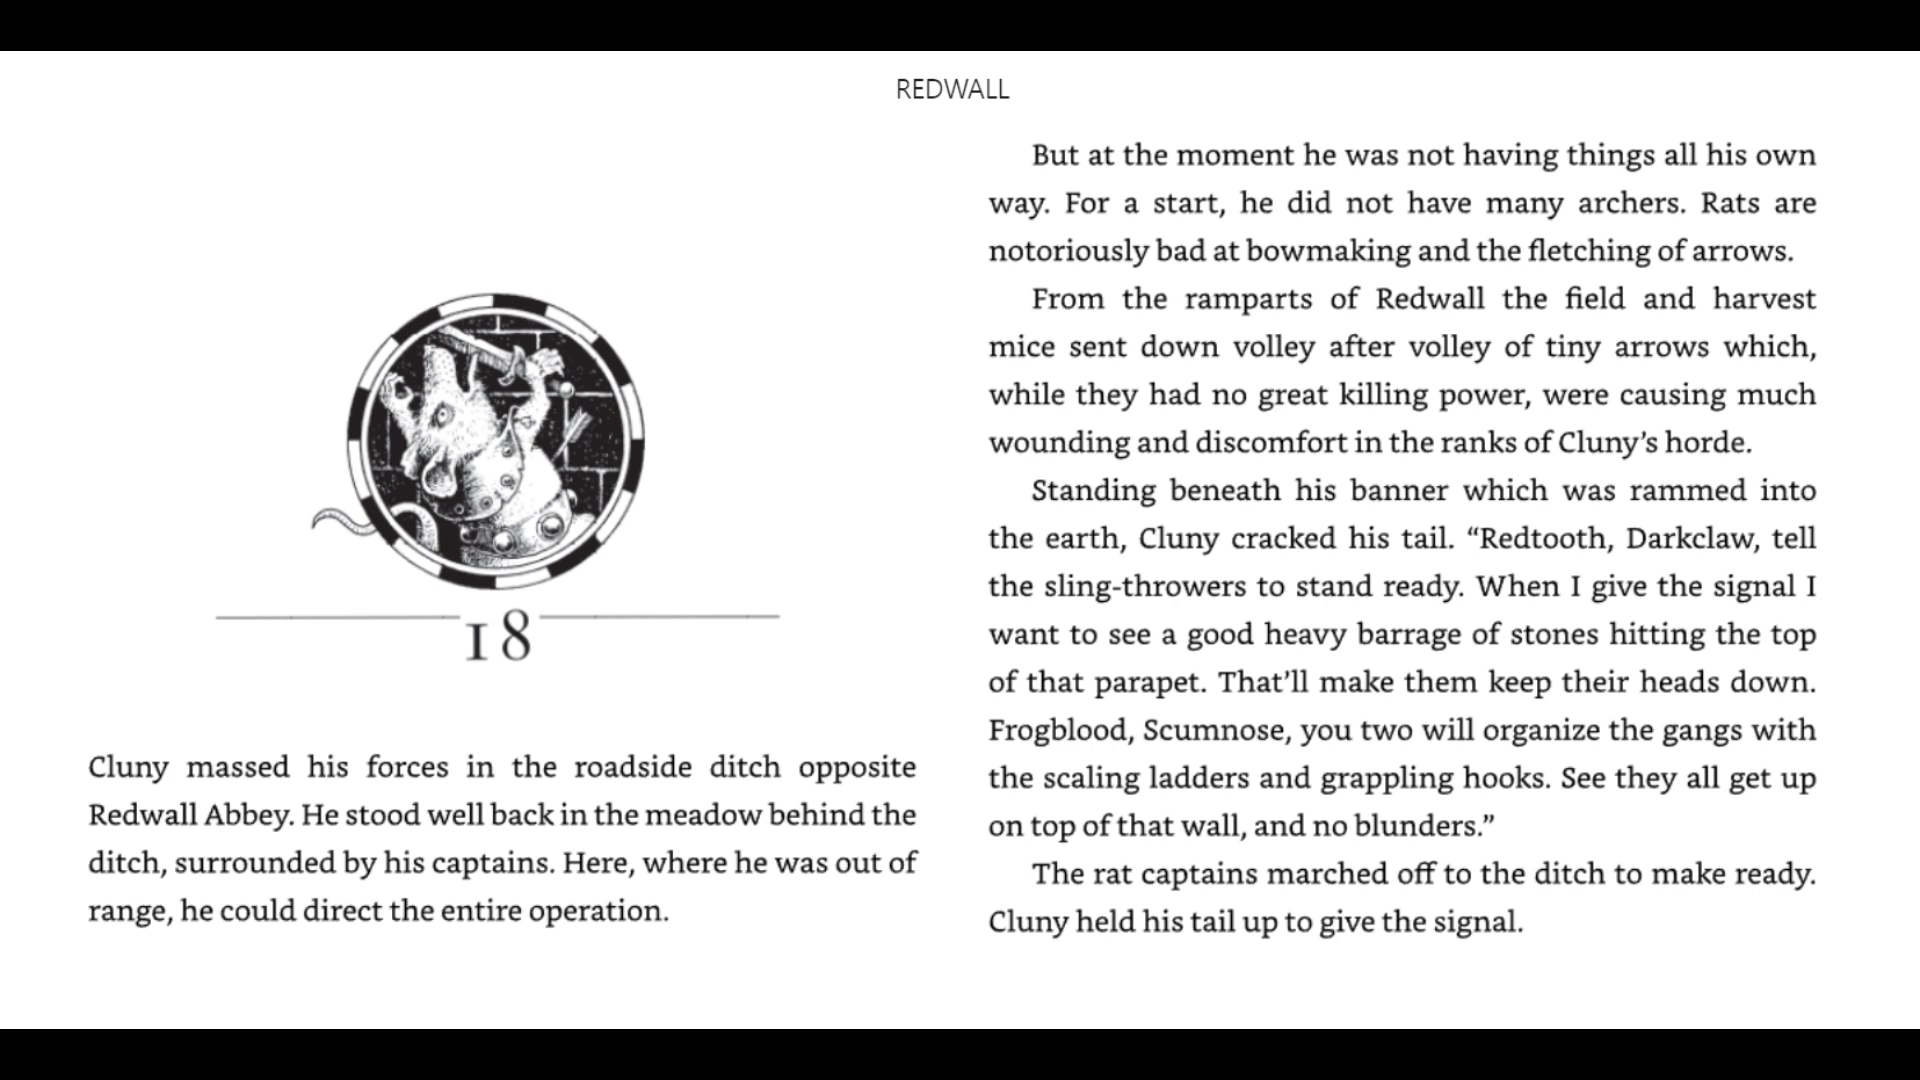 REDWALL
18
Cluny massed his forces in the roadside ditch opposite
Redwall Abbey. He stood well back in the meadow behind the
ditch, surrounded by his captains. Here, where he was out of
range, he could direct the entire operation.
But at the moment he was not having things all his own
way. For a start, he did not have many archers. Rats are
notoriously bad at bowmaking and the fletching of arrows.
From the ramparts of Redwall the field and harvest
mice sent down volley after volley of tiny arrows which,
while they had no great killing power, were causing much
wounding and discomfort in the ranks of Cluny’s horde.
Standing beneath his banner which was rammed into
the earth, Cluny cracked his tail. “Redtooth, Darkclaw, tell
the sling-throwers to stand ready. When I give the signal I
want to see a good heavy barrage of stones hitting the top
of that parapet. That’ll make them keep their heads down.
Frogblood, Scumnose, you two will organize the gangs with
the scaling ladders and grappling hooks. See they all get up
on top of that wall, and no blunders.”
The rat captains marched off to the ditch to make ready.
Cluny held his tail up to give the signal.